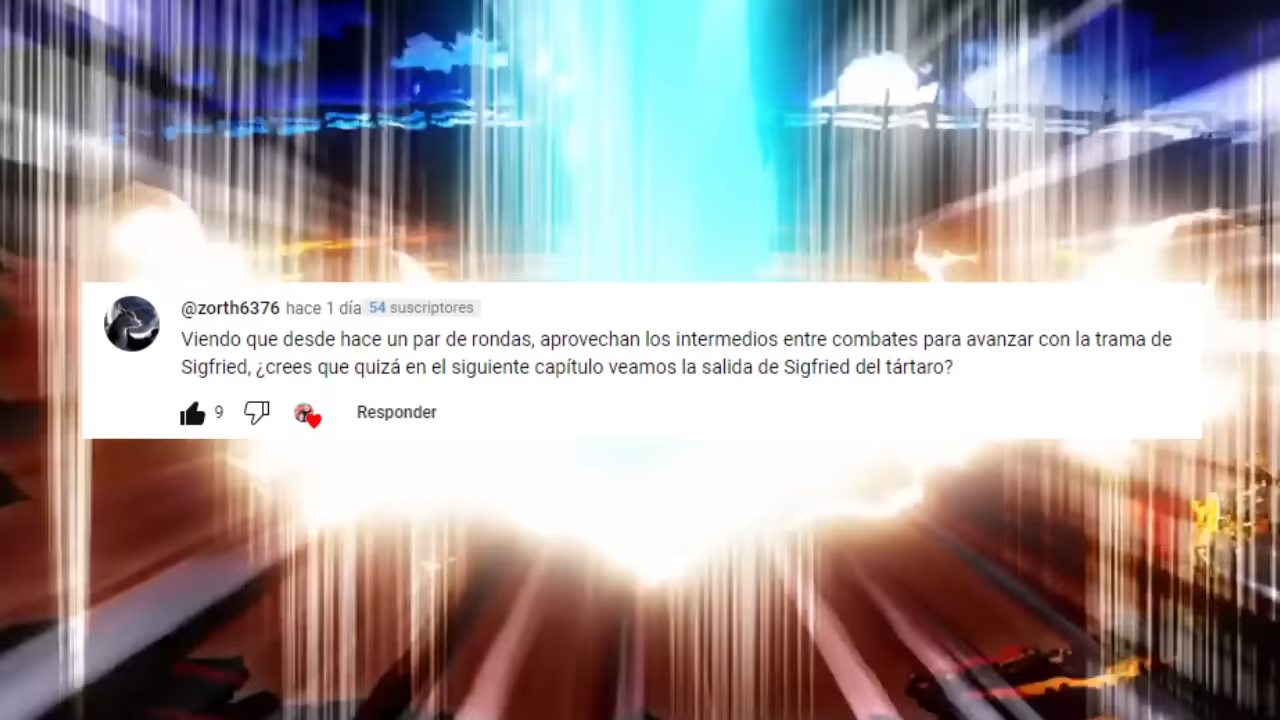 @zorth6376 hace 1 día 54 suscriptores
Viendo que desde hace un par de rondas, aprovechan los intermedios entre combates para avanzar con la trama de
Sigfried, ¿crees que quizá en el siguiente capítulo veamos la salida de Sigfried del tártaro?
9 Responder